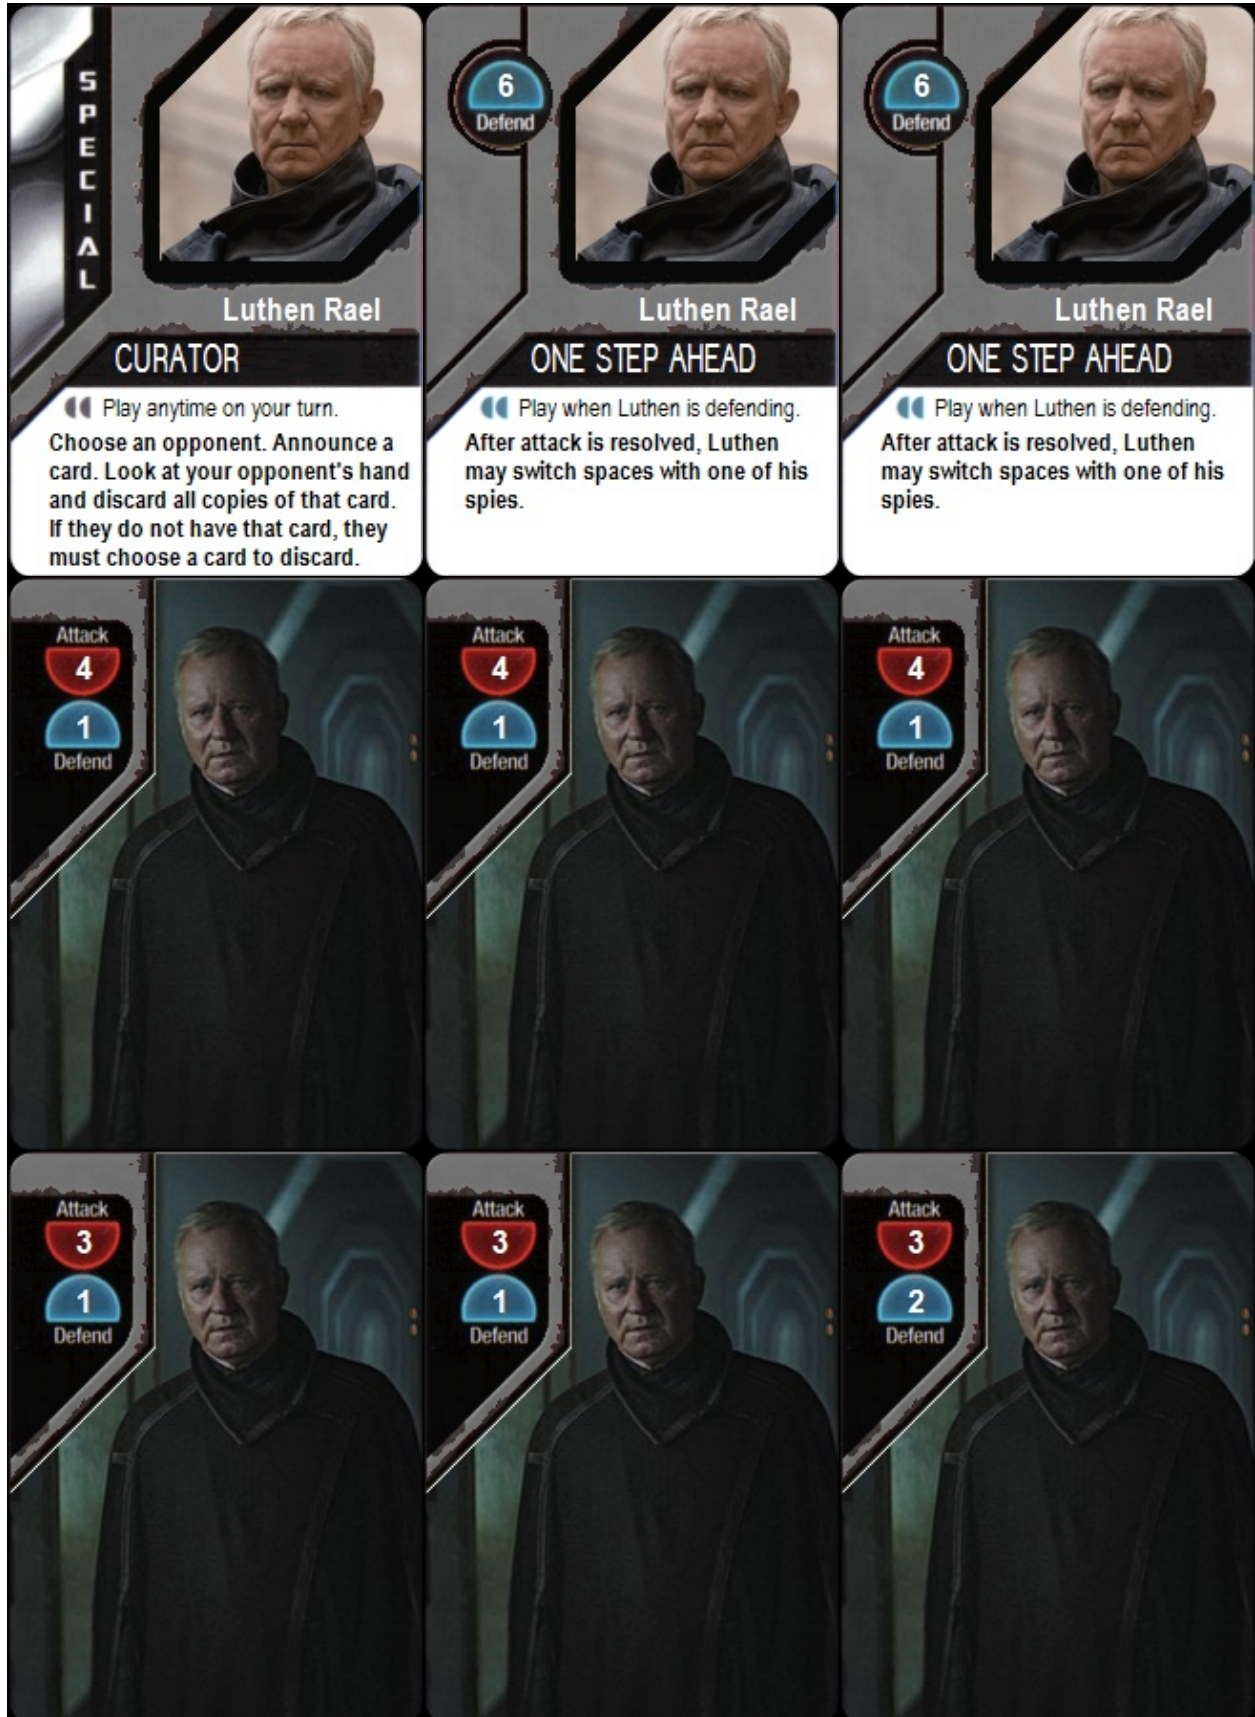 SPECIAL
Luthen Rael
CURATOR
Play anytime on your turn.
Choose an opponent. Announce a
card. Look at your opponent's hand
and discard all copies of that card.
If they do not have that card, they
must choose a card to discard.
6
Defend
Luthen Rael
ONE STEP AHEAD
Play when Luthen is defending.
After attack is resolved, Luthen
may switch spaces with one of his
spies.
6
Defend
Luthen Rael
ONE STEP AHEAD
Play when Luthen is defending.
After attack is resolved, Luthen
may switch spaces with one of his
spies.
Attack
4
1
Defend
Attack
4
1
Defend
Attack
4
1
Defend
Attack
3
1
Defend
Attack
3
1
Defend
Attack
3
2
Defend